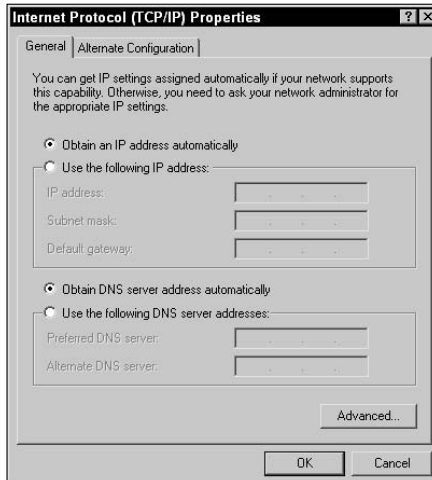 Internet Protocol (TCP/IP) Properties
General
Alternate Configuration
You can get IP settings assigned automatically if your network supports
this capability. Otherwise, you need to ask your network administrator for
the appropriate IP settings.
Obtain an IP address automatically
Use the following IP address:
IP address:
Subnet mask:
Default gateway:
Obtain DNS server address automatically
Use the following DNS server addresses:
Preferred DNS server:
Alternate DNS server:
Advanced...
OK
Cancel